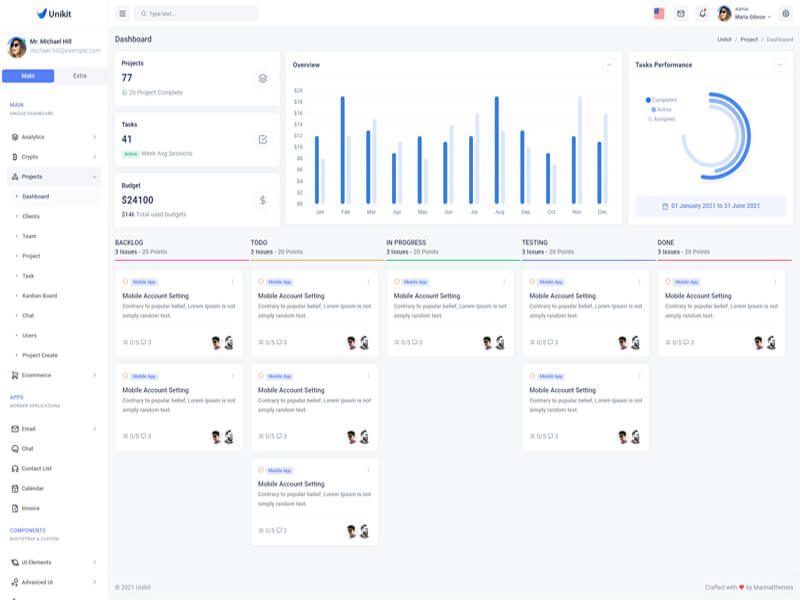 Unikit
Type text...
Admin
Maria Gibson
Mr. Michael Hill
michael.hill@exemple.com
Main
Extra
MAIN
UNIQUE DASHBOARD
Analytics
Crypto
Projects
Dashboard
Clients
Team
Project
Task
Kanban Board
Chat
Users
Project Create
Ecommerce
APPS
MORDER APPLICATIONS
Email
Chat
Contact List
Calendar
Invoice
COMPONENTS
BOOTSTRAP & CUSTOM
UI Elements
Advanced UI
Dashboard
Unikit / Project / Dashboard
Projects
77
26 Project Complete
Tasks
41
Active Week Avg.Sessions
Budget
$24100
$14k Total used budgets
Overview
$20
$18
$16
$14
$12
$10
$8
$6
$4
$2
$0
Jan Feb Mar Apr May Jun Jul Aug Sep Oct Nov Dec
Tasks Performance
Completed
Active
Assigned
01 January 2021 to 31 June 2021
BACKLOG
3 Issues - 20 Points
Mobile App
Mobile Account Setting
Contrary to popular belief, Lorem Ipsum is not
simply random text.
0/5 3
Mobile App
Mobile Account Setting
Contrary to popular belief, Lorem Ipsum is not
simply random text.
0/5 3
TODO
3 Issues - 20 Points
Mobile App
Mobile Account Setting
Contrary to popular belief, Lorem Ipsum is not
simply random text.
0/5 3
Mobile App
Mobile Account Setting
Contrary to popular belief, Lorem Ipsum is not
simply random text.
0/5 3
Mobile App
Mobile Account Setting
Contrary to popular belief, Lorem Ipsum is not
simply random text.
0/5 3
IN PROGRESS
3 Issues - 20 Points
Mobile App
Mobile Account Setting
Contrary to popular belief, Lorem Ipsum is not
simply random text.
0/5 3
TESTING
3 Issues - 20 Points
Mobile App
Mobile Account Setting
Contrary to popular belief, Lorem Ipsum is not
simply random text.
0/5 3
Mobile App
Mobile Account Setting
Contrary to popular belief, Lorem Ipsum is not
simply random text.
0/5 3
DONE
3 Issues - 20 Points
Mobile App
Mobile Account Setting
Contrary to popular belief, Lorem Ipsum is not
simply random text.
0/5 3
© 2021 Unikit
Crafted with ♥ by Mannatthemes